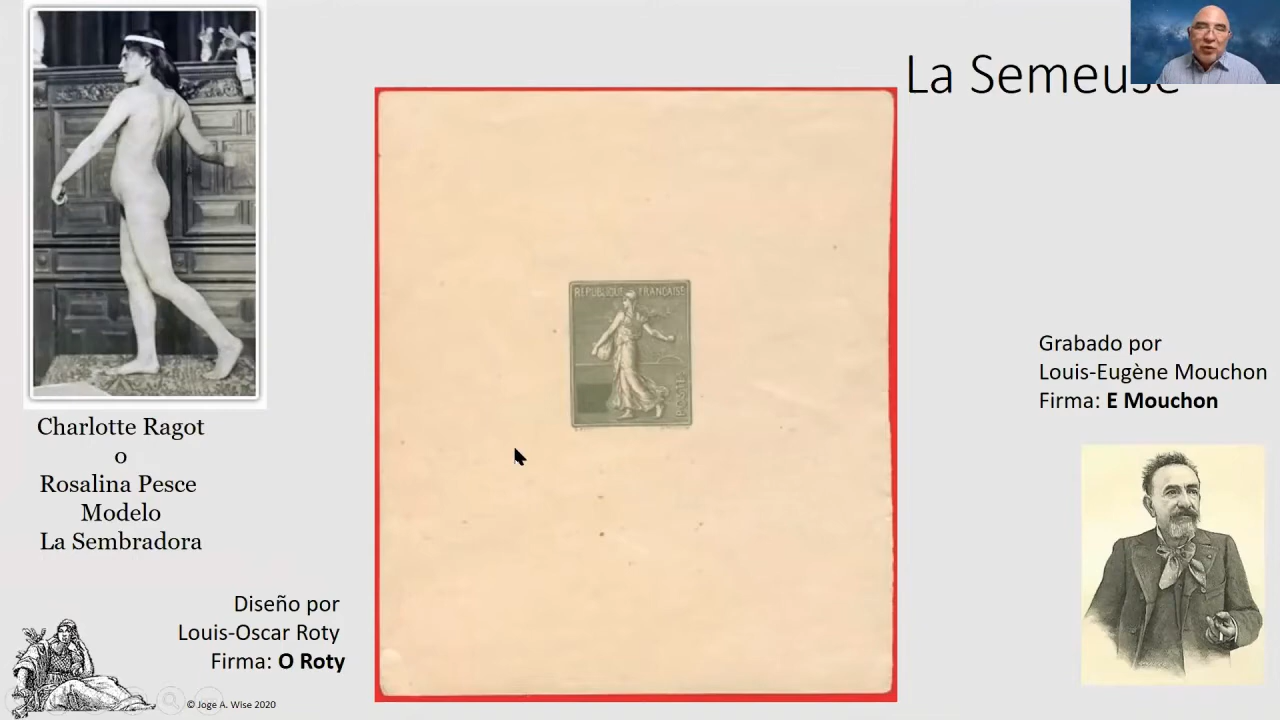 La Semeuse
REPUBLIQUE FRANÇAISE
POSTES
Charlotte Ragot
o
Rosalina Pesce
Modelo
La Sembradora
Diseño por
Louis-Oscar Roty
Firma: O Roty
© Joge A. Wise 2020
Grabado por
Louis-Eugène Mouchon
Firma: E Mouchon